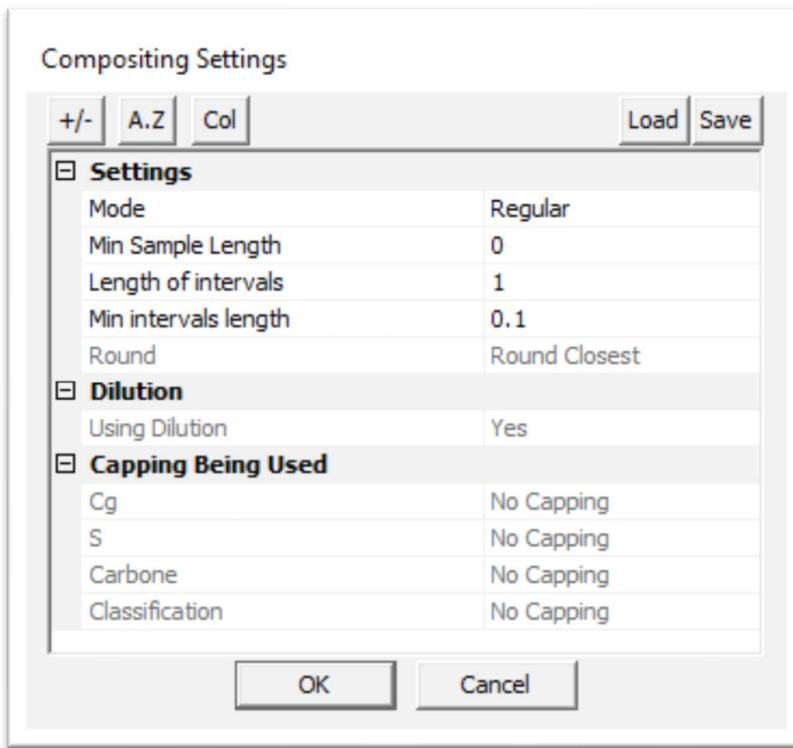 Compositing Settings
+/- A.Z Col Load Save
Settings
Mode Regular
Min Sample Length 0
Length of intervals 1
Min intervals length 0.1
Round Round Closest
Dilution
Using Dilution Yes
Capping Being Used
Cg No Capping
S No Capping
Carbone No Capping
Classification No Capping
OK Cancel